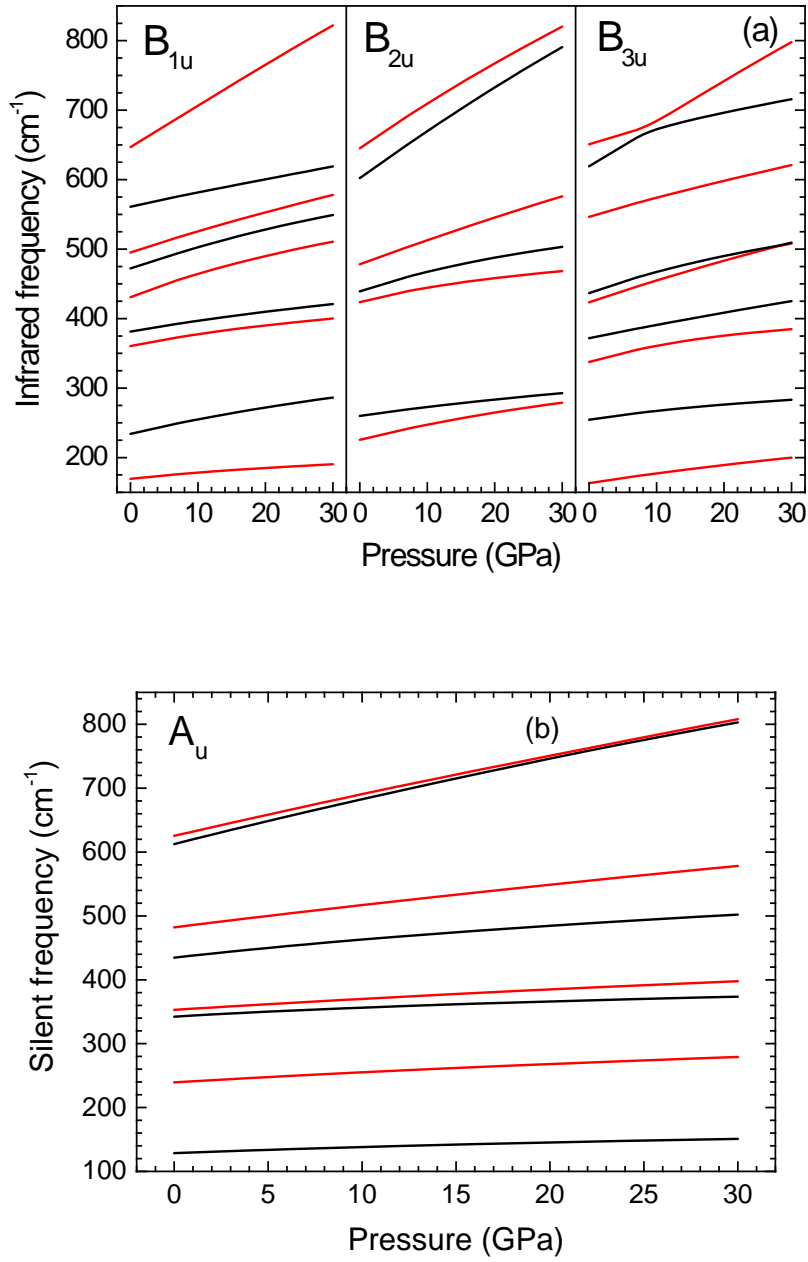 B1u B2u B3u (a)
800
700
600
500
400
300
200
Infrared frequency (cm-1)
0 10 20 30 0 10 20 30 0 10 20 30
Pressure (GPa)
Au (b)
800
700
600
500
400
300
200
100
Silent frequency (cm-1)
0 5 10 15 20 25 30
Pressure (GPa)